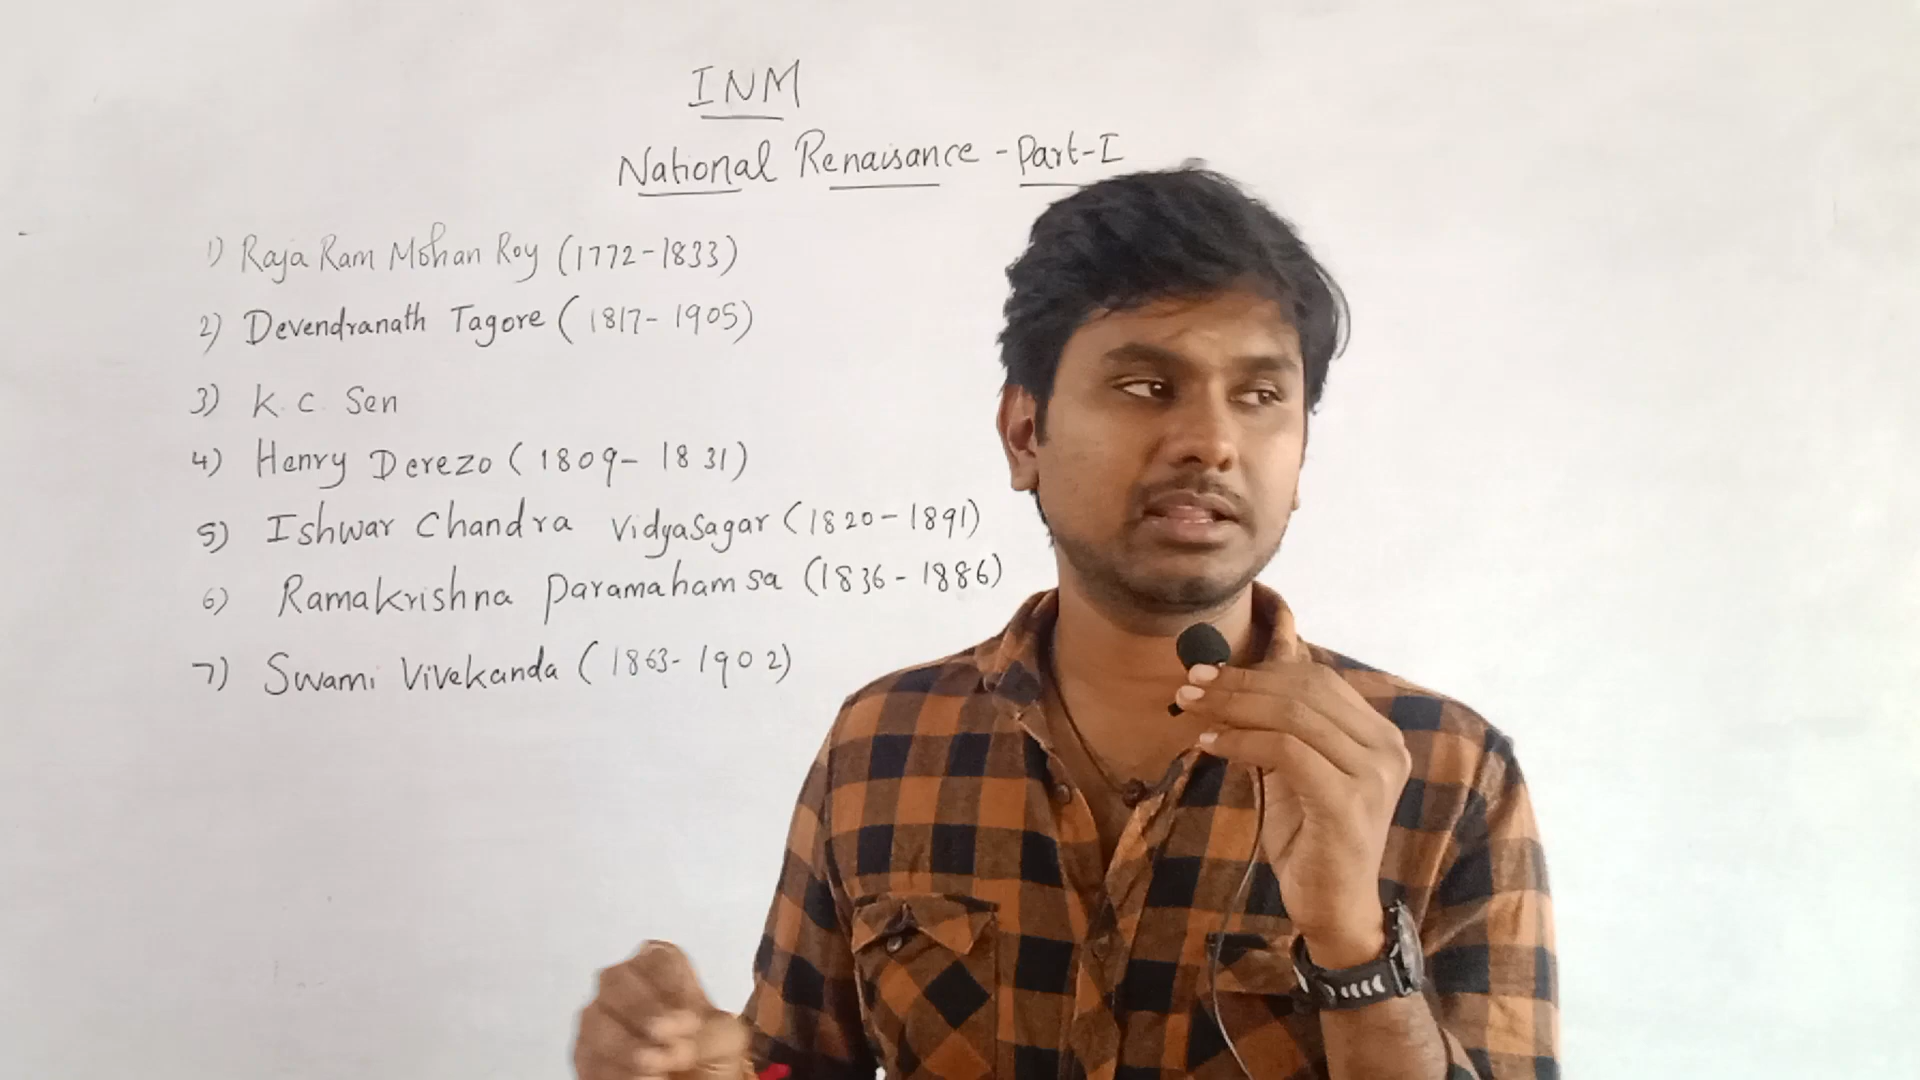 INM
National Renaisance - Part-I
1) Raja Ram Mohan Roy (1772-1833)
2) Devendranath Tagore (1817-1905)
3) K. C. Sen
4) Henry Derezo (1809-1831)
5) Ishwar Chandra Vidyasagar (1820-1891)
6) Ramakrishna Paramahamsa (1836-1886)
7) Swami Vivekanda (1863-1902)